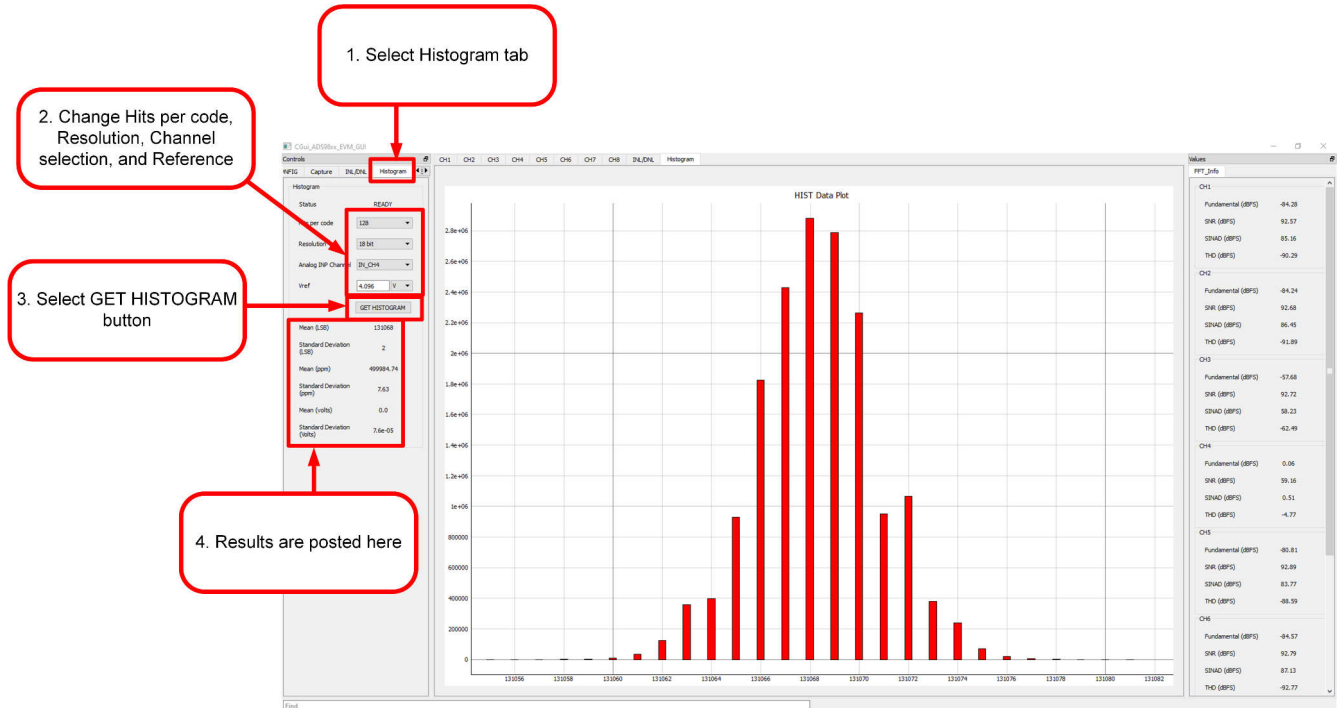 1. Select Histogram tab
2. Change Hits per code,
Resolution, Channel
selection, and Reference
3. Select GET HISTOGRAM
button
4. Results are posted here
CGui_ADS98xx_EVM_GUI
Controls
Capture INL/DNL Histogram
Histogram
Status READY
Hits per code 128
Resolution 18 bit
Analog INP Channel IN_CH4
Vref 4.096 V
GET HISTOGRAM
Mean (LSB) 131068
Standard Deviation
(LSB) 2
Mean (ppm) 499984.74
Standard Deviation
(ppm) 7.63
Mean (volts) 0.0
Standard Deviation
(Volts) 7.6e-05
CH1 CH2 CH3 CH4 CH5 CH6 CH7 CH8 INL/DNL Histogram
HIST Data Plot
2.8e+06
2.6e+06
2.4e+06
2.2e+06
2e+06
1.8e+06
1.6e+06
1.4e+06
1.2e+06
1e+06
800000
600000
400000
200000
0
131056 131058 131060 131062 131064 131066 131068 131070 131072 131074 131076 131078 131080 131082
Values
FFT_Info
CH1
Fundamental (dBFS) -84.28
SNR (dBFS) 92.57
SINAD (dBFS) 85.16
THD (dBFS) -90.29
CH2
Fundamental (dBFS) -84.24
SNR (dBFS) 92.68
SINAD (dBFS) 86.45
THD (dBFS) -91.89
CH3
Fundamental (dBFS) -57.68
SNR (dBFS) 92.72
SINAD (dBFS) 58.23
THD (dBFS) -62.49
CH4
Fundamental (dBFS) 0.06
SNR (dBFS) 59.16
SINAD (dBFS) 0.51
THD (dBFS) -4.77
CH5
Fundamental (dBFS) -80.81
SNR (dBFS) 92.89
SINAD (dBFS) 83.77
THD (dBFS) -88.59
CH6
Fundamental (dBFS) -84.57
SNR (dBFS) 92.79
SINAD (dBFS) 87.13
THD (dBFS) -92.77
Find